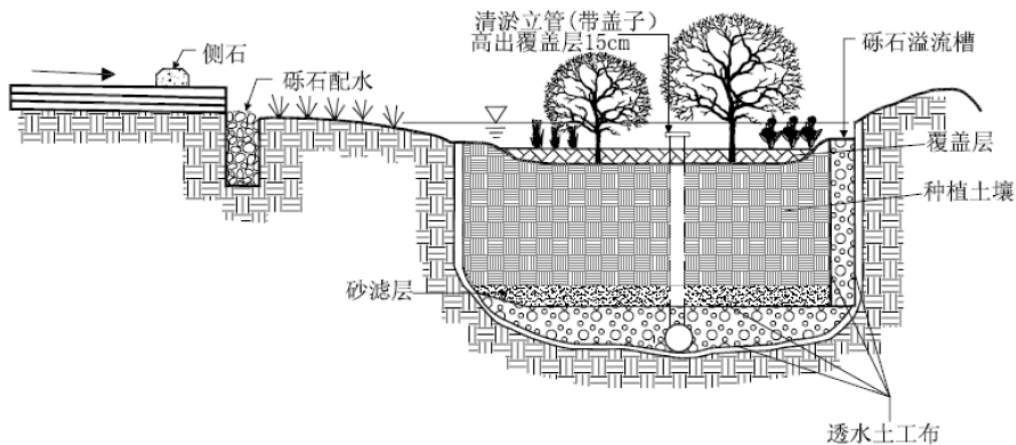 清淤立管(带盖子)
高出覆盖层15cm
砾石溢流槽
侧石
砾石配水
覆盖层
种植土壤
砂滤层
透水土工布